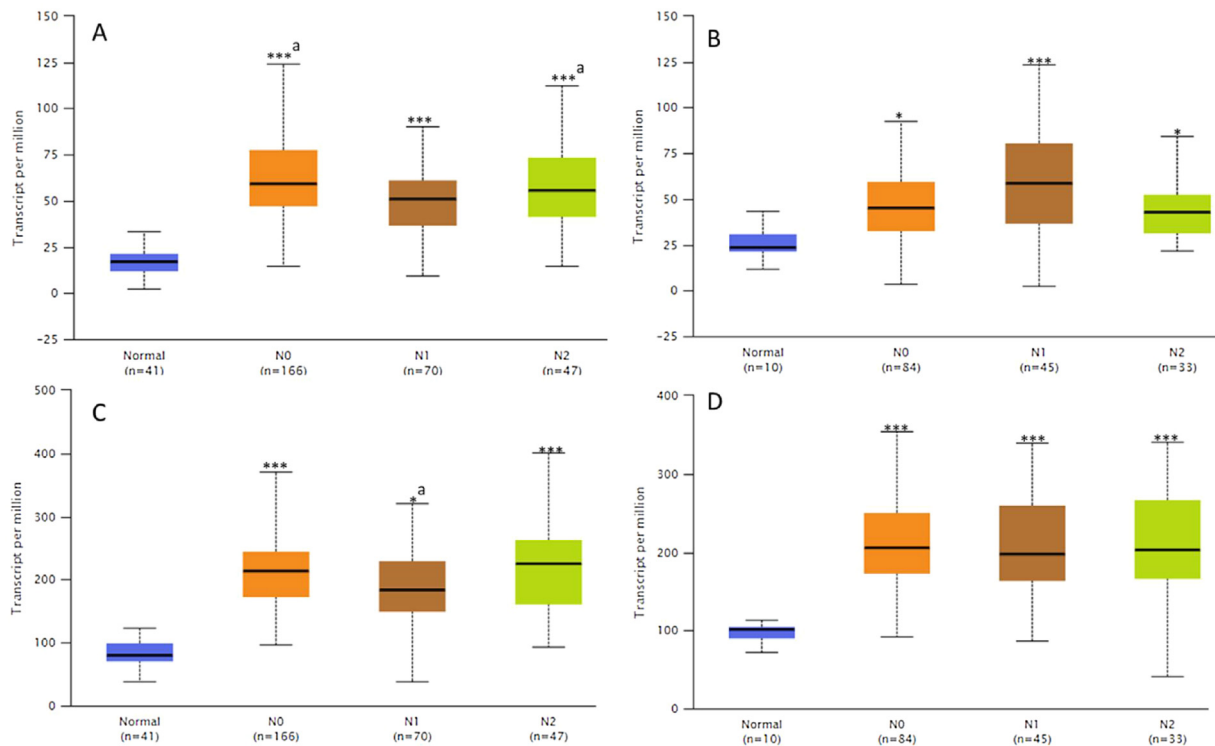 A
Transcript per million
150
125
100
75
50
25
0
−25
***a
***
***a
Normal
(n=41)
N0
(n=166)
N1
(n=70)
N2
(n=47)
B
Transcript per million
150
125
100
75
50
25
0
−25
*
***
*
Normal
(n=10)
N0
(n=84)
N1
(n=45)
N2
(n=33)
C
Transcript per million
500
400
300
200
100
0
***
*a
***
Normal
(n=41)
N0
(n=166)
N1
(n=70)
N2
(n=47)
D
Transcript per million
400
300
200
100
0
***
***
***
Normal
(n=10)
N0
(n=84)
N1
(n=45)
N2
(n=33)